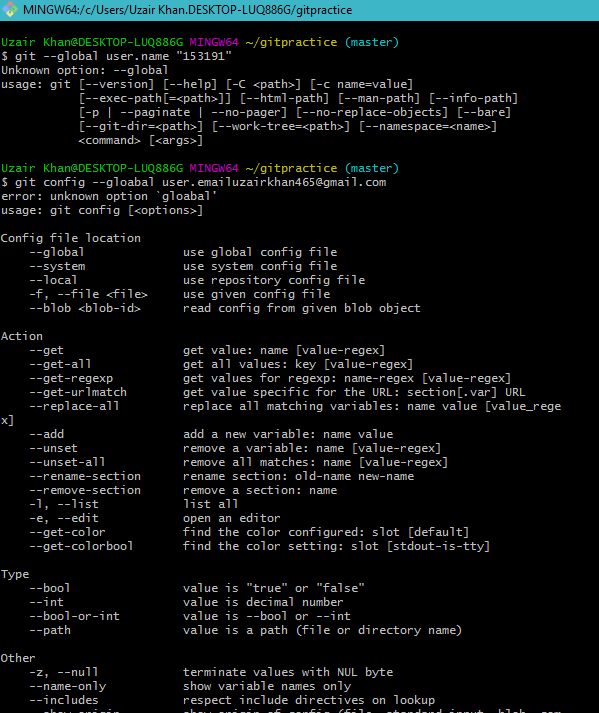 MINGW64:/c/Users/Uzair Khan.DESKTOP-LUQ886G/gitpractice
Uzair Khan@DESKTOP-LUQ886G MINGW64 ~/gitpractice (master)
$ git --global user.name "153191"
Unknown option: --global
usage: git [--version] [--help] [-C <path>] [-c name=value]
           [--exec-path[=<path>]] [--html-path] [--man-path] [--info-path]
           [-p | --paginate | --no-pager] [--no-replace-objects] [--bare]
           [--git-dir=<path>] [--work-tree=<path>] [--namespace=<name>]
           <command> [<args>]
Uzair Khan@DESKTOP-LUQ886G MINGW64 ~/gitpractice (master)
$ git config --gloabal user.emailuzairkhan465@gmail.com
error: unknown option `gloabal'
usage: git config [<options>]
Config file location
    --global              use global config file
    --system              use system config file
    --local               use repository config file
    -f, --file <file>     use given config file
    --blob <blob-id>      read config from given blob object
Action
    --get                 get value: name [value-regex]
    --get-all             get all values: key [value-regex]
    --get-regexp          get values for regexp: name-regex [value-regex]
    --get-urlmatch        get value specific for the URL: section[.var] URL
    --replace-all         replace all matching variables: name value [value_rege
x]
    --add                 add a new variable: name value
    --unset               remove a variable: name [value-regex]
    --unset-all           remove all matches: name [value-regex]
    --rename-section      rename section: old-name new-name
    --remove-section      remove a section: name
    -l, --list            list all
    -e, --edit            open an editor
    --get-color           find the color configured: slot [default]
    --get-colorbool       find the color setting: slot [stdout-is-tty]
Type
    --bool                value is "true" or "false"
    --int                 value is decimal number
    --bool-or-int         value is --bool or --int
    --path                value is a path (file or directory name)
Other
    -z, --null            terminate values with NUL byte
    --name-only           show variable names only
    --includes            respect include directives on lookup